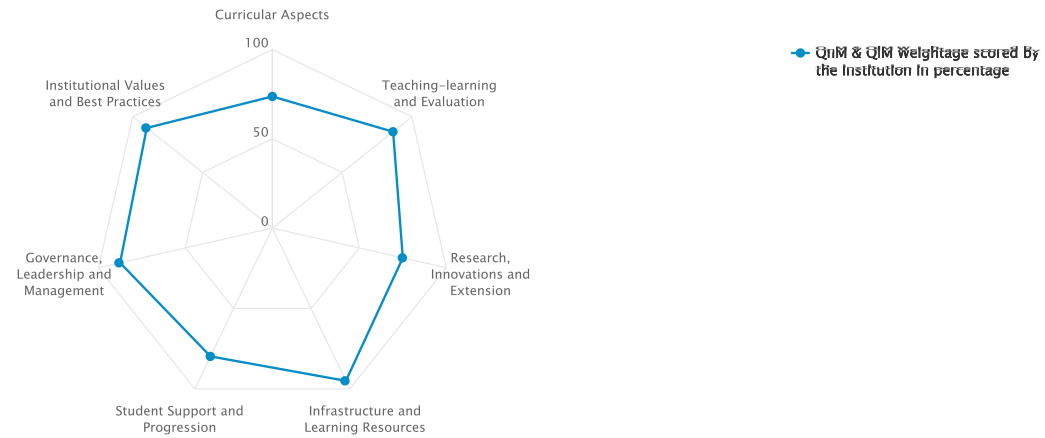 Curricular Aspects
100
Institutional Values
and Best Practices
Teaching-learning
and Evaluation
50
0
Governance,
Leadership and
Management
Research,
Innovations and
Extension
Student Support and
Progression
Infrastructure and
Learning Resources
QnM & QlM Weightage scored by
the Institution in percentage